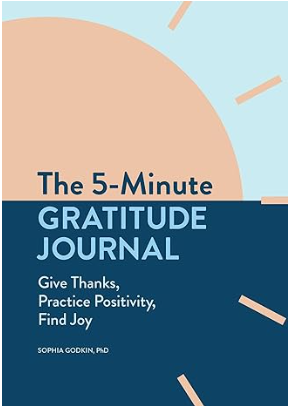 The 5-Minute
GRATITUDE
JOURNAL
Give Thanks,
Practice Positivity,
Find Joy
SOPHIA GODKIN, PhD